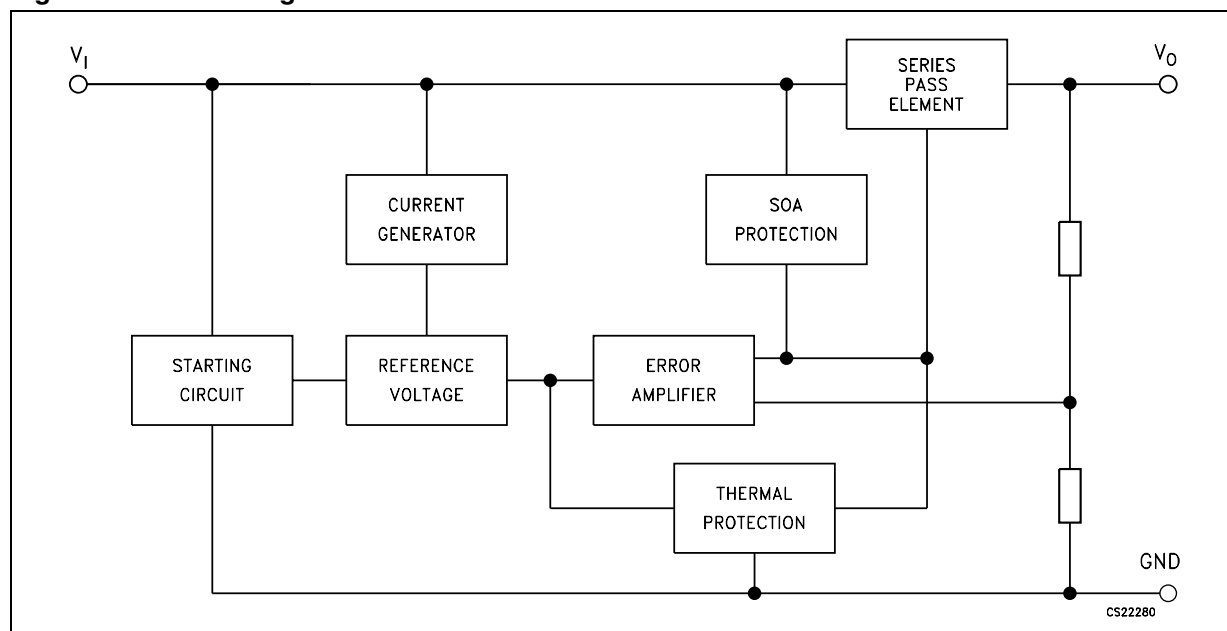 V_I
V_O
SERIES
PASS
ELEMENT
CURRENT
GENERATOR
SOA
PROTECTION
STARTING
CIRCUIT
REFERENCE
VOLTAGE
ERROR
AMPLIFIER
THERMAL
PROTECTION
GND
CS22280